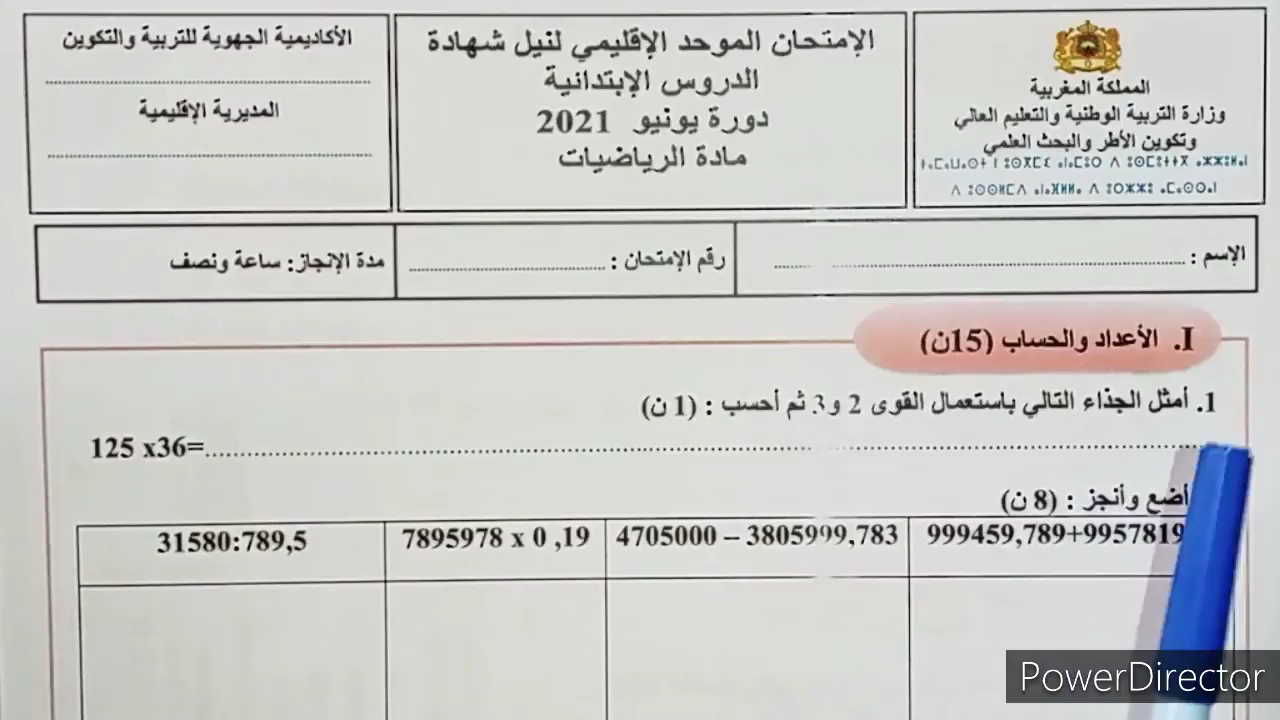 المملكة المغربية
وزارة التربية الوطنية والتعليم العالي
وتكوين الأطر والبحث العلمي
الإمتحان الموحد الإقليمي لنيل شهادة
الدروس الإبتدائية
دورة يونيو 2021
مادة الرياضيات
الأكاديمية الجهوية للتربية والتكوين
المديرية الإقليمية
الإسم :
رقم الإمتحان :
مدة الإنجاز: ساعة ونصف
I. الأعداد والحساب (15ن)
1. أمثل الجذاء التالي باستعمال القوى 2 و3 ثم أحسب : (1 ن)
125 x36=
أضع وأنجز : (8 ن)
31580:789,5
7895978 x 0 ,19
4705000 – 3805999,783
999459,789+9957819
PowerDirector